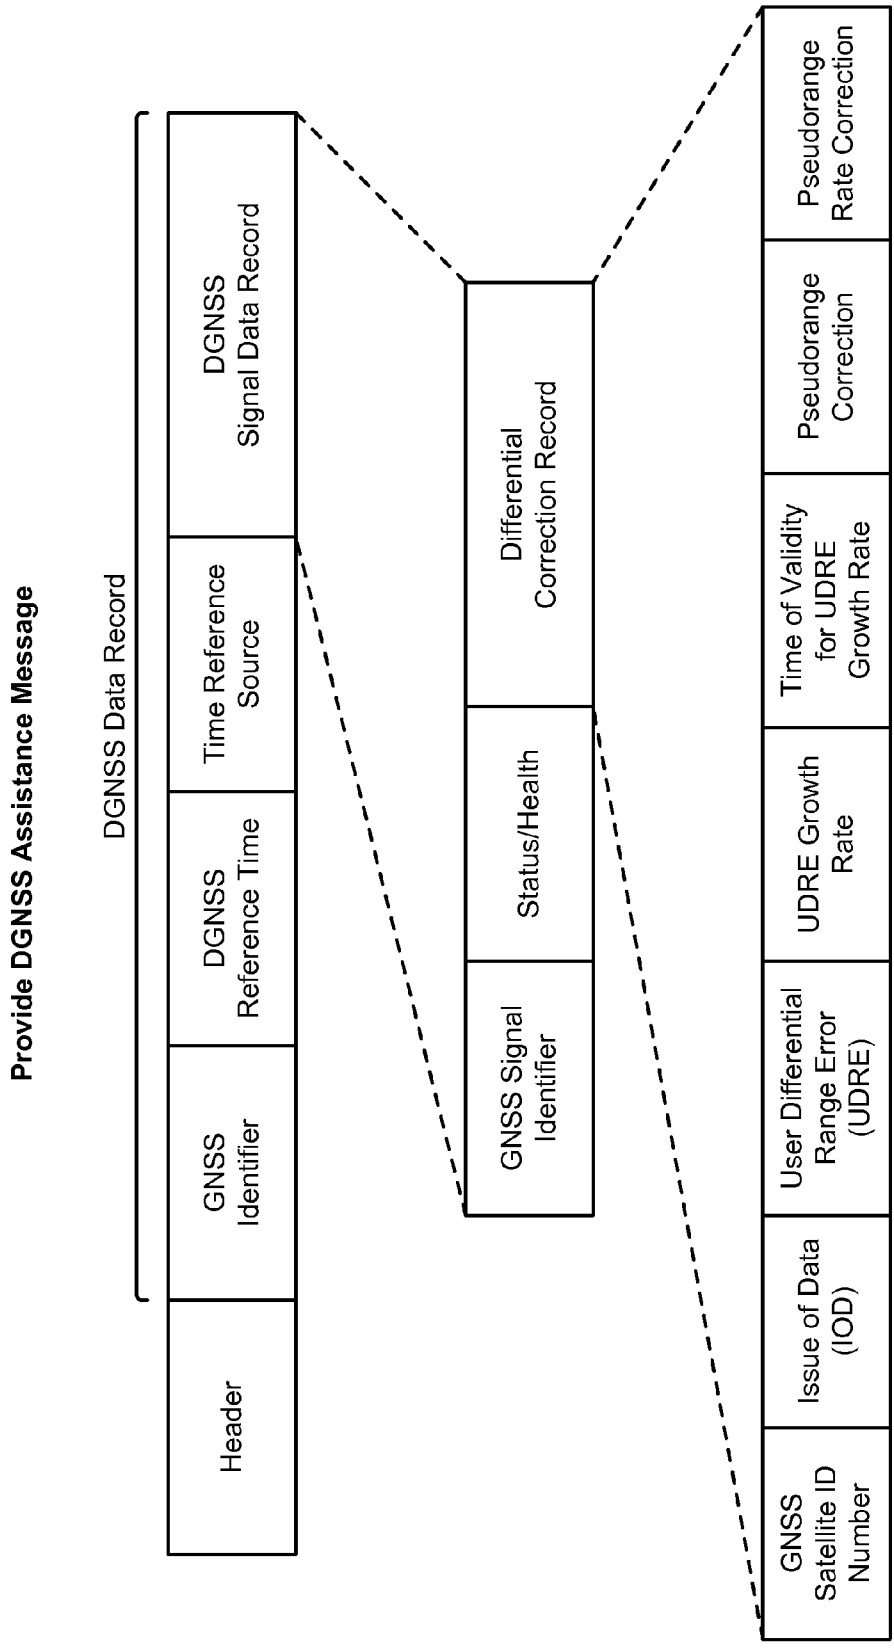 Provide DGNSS Assistance Message
DGNSS Data Record
Header
GNSS
Identifier
DGNSS
Reference Time
Time Reference
Source
DGNSS
Signal Data Record
GNSS Signal
Identifier
Status/Health
Differential
Correction Record
GNSS
Satellite ID
Number
Issue of Data
(IOD)
User Differential
Range Error
(UDRE)
UDRE Growth
Rate
Time of Validity
for UDRE
Growth Rate
Pseudorange
Correction
Pseudorange
Rate Correction